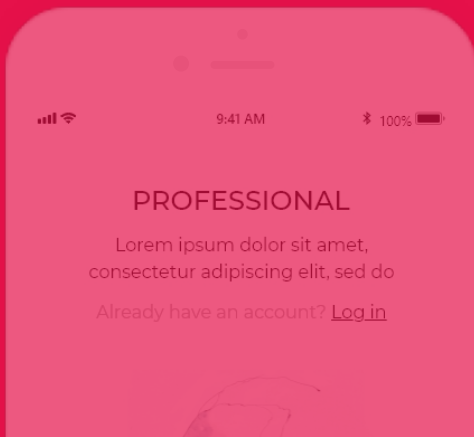 9:41 AM 100%
PROFESSIONAL
Lorem ipsum dolor sit amet,
consectetur adipiscing elit, sed do
Already have an account? Log in